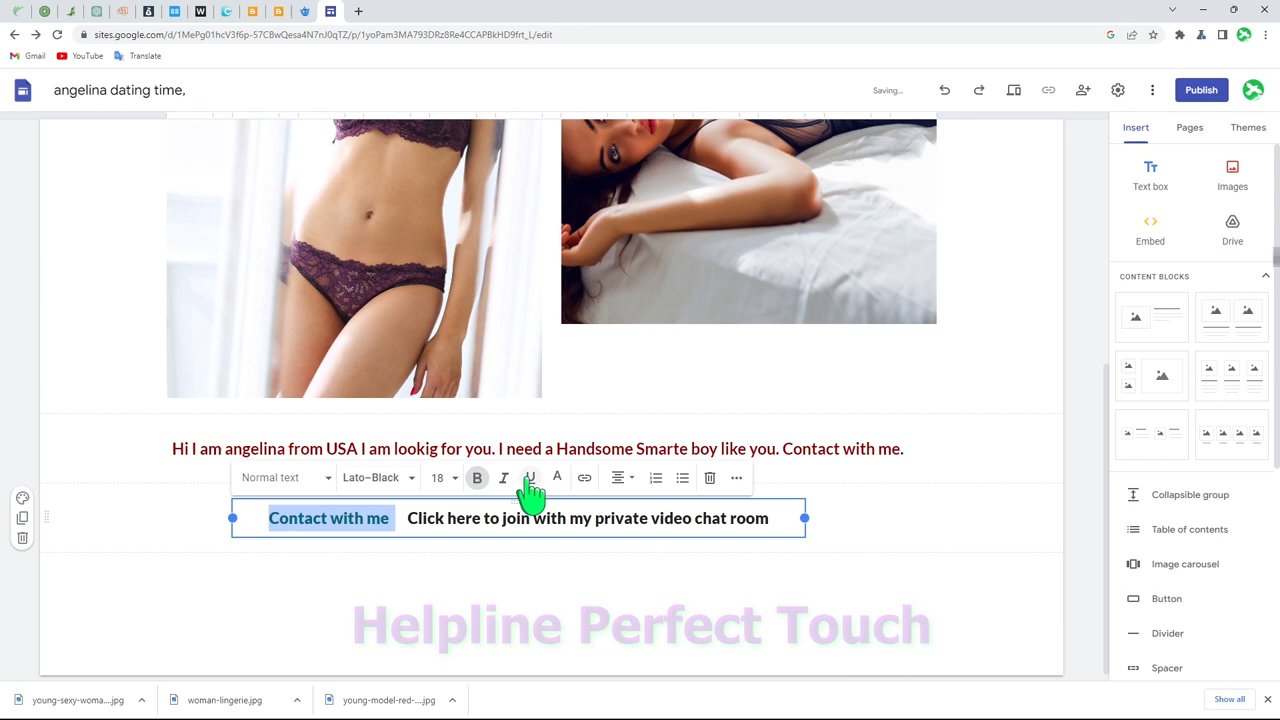 sites.google.com/d/1MePg01hcV3f6p-57CBwQesa4N7nJ0qTZ/p/1yoPam3MA793DRz8Re4CCAPBkHD9frt_L/edit
Gmail YouTube Translate
angelina dating time,
Saving...
Publish
Insert Pages Themes
Text box Images
Embed Drive
CONTENT BLOCKS
Hi I am angelina from USA I am lookig for you. I need a Handsome Smarte boy like you. Contact with me.
Normal text Lato–Black 18 B I U A
Contact with me Click here to join with my private video chat room
Collapsible group
Table of contents
Image carousel
Button
Divider
Spacer
Helpline Perfect Touch
young-sexy-woma....jpg woman-lingerie.jpg young-model-red-....jpg Show all